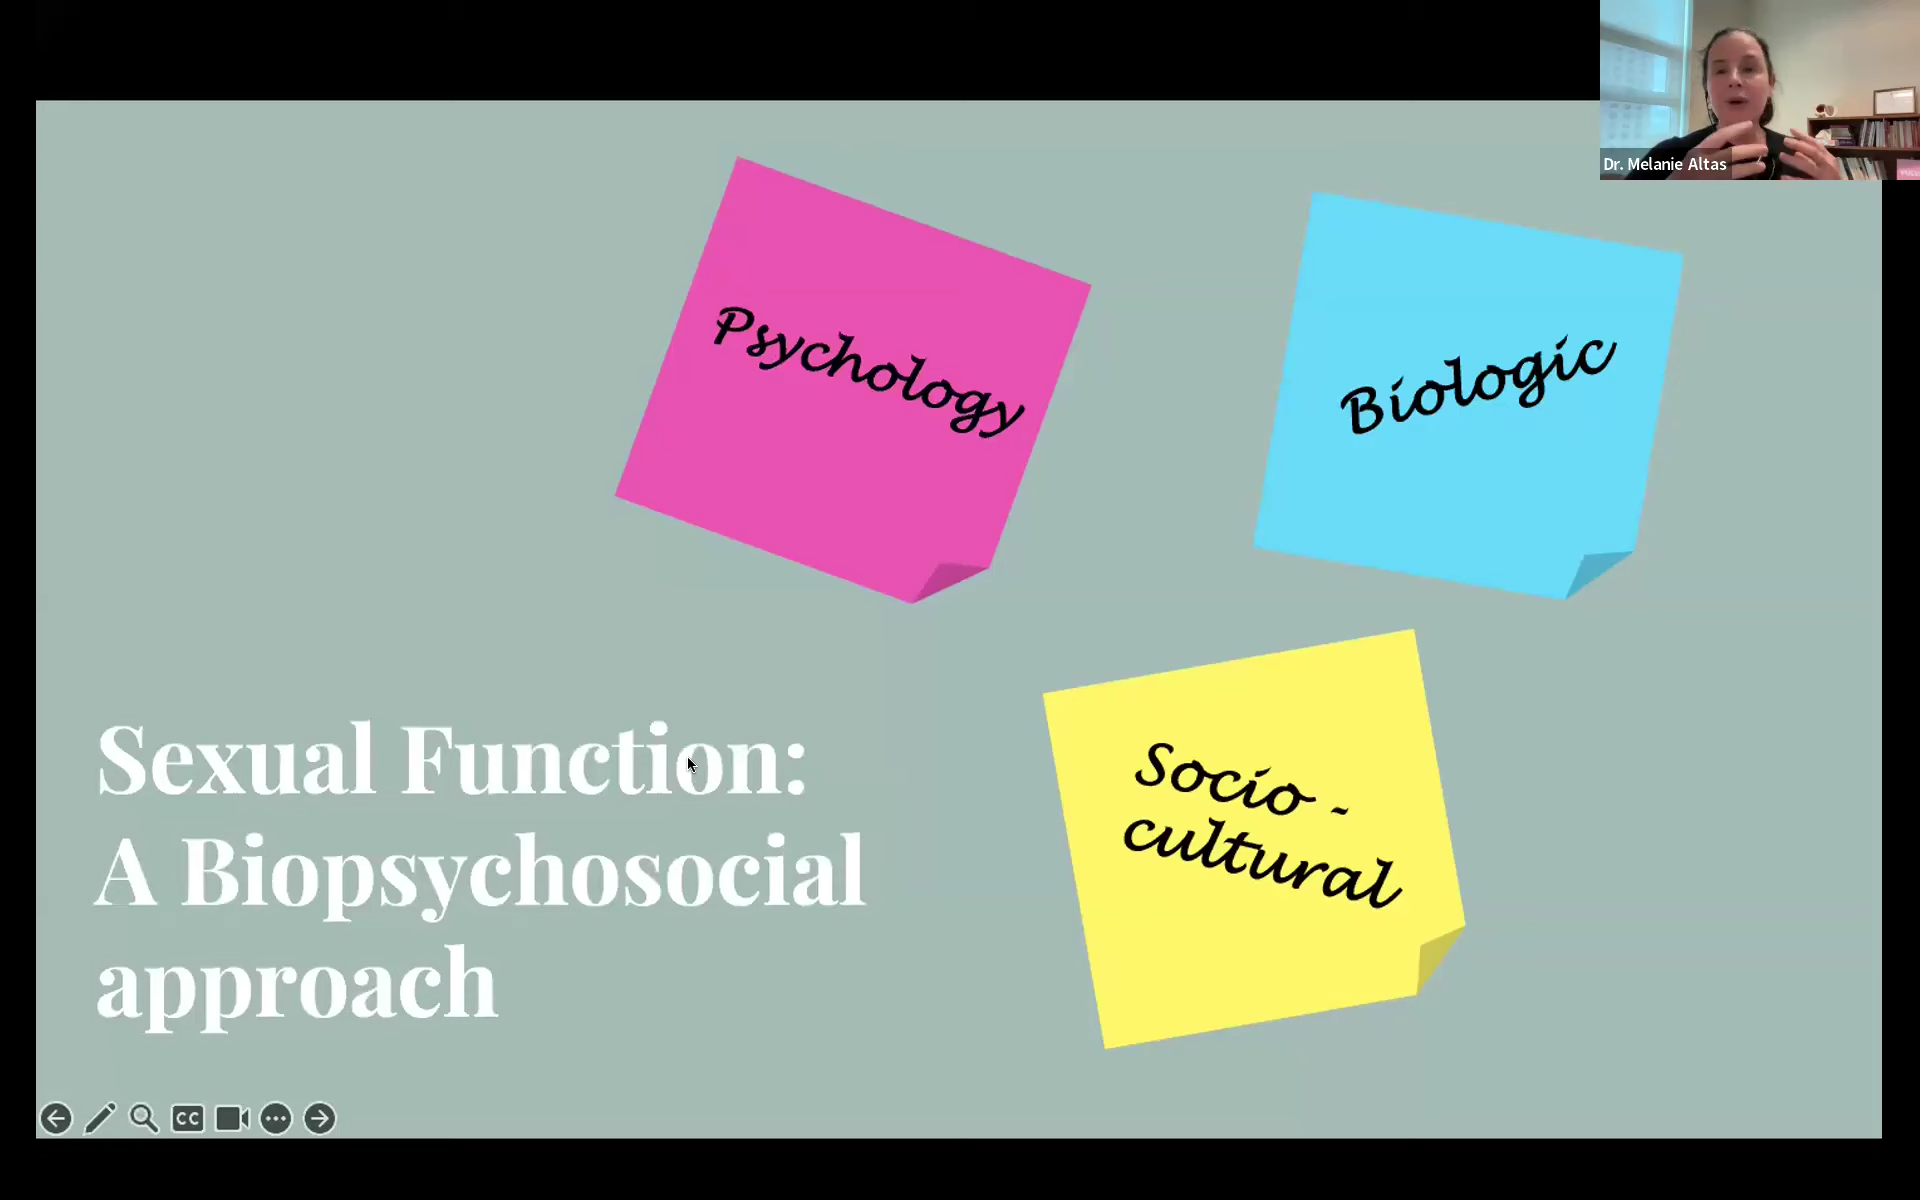 Dr. Melanie Altas
Psychology
Biologic
Socio -
cultural
Sexual Function:
A Biopsychosocial
approach
CC